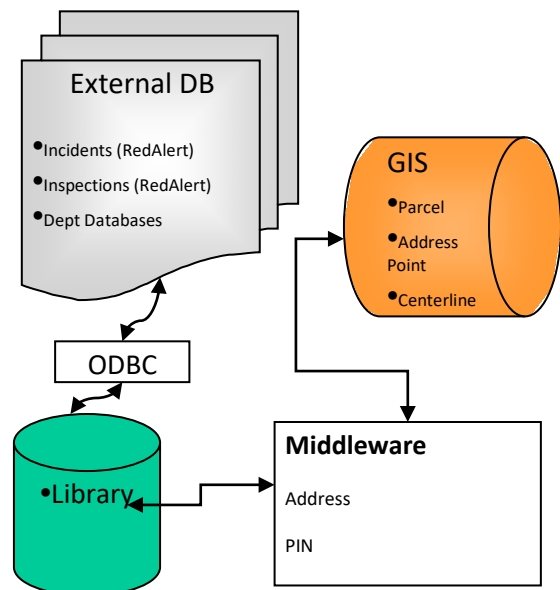 External DB
•Incidents (RedAlert)
•Inspections (RedAlert)
•Dept Databases
GIS
•Parcel
•Address
Point
•Centerline
ODBC
•Library
Middleware
Address
PIN